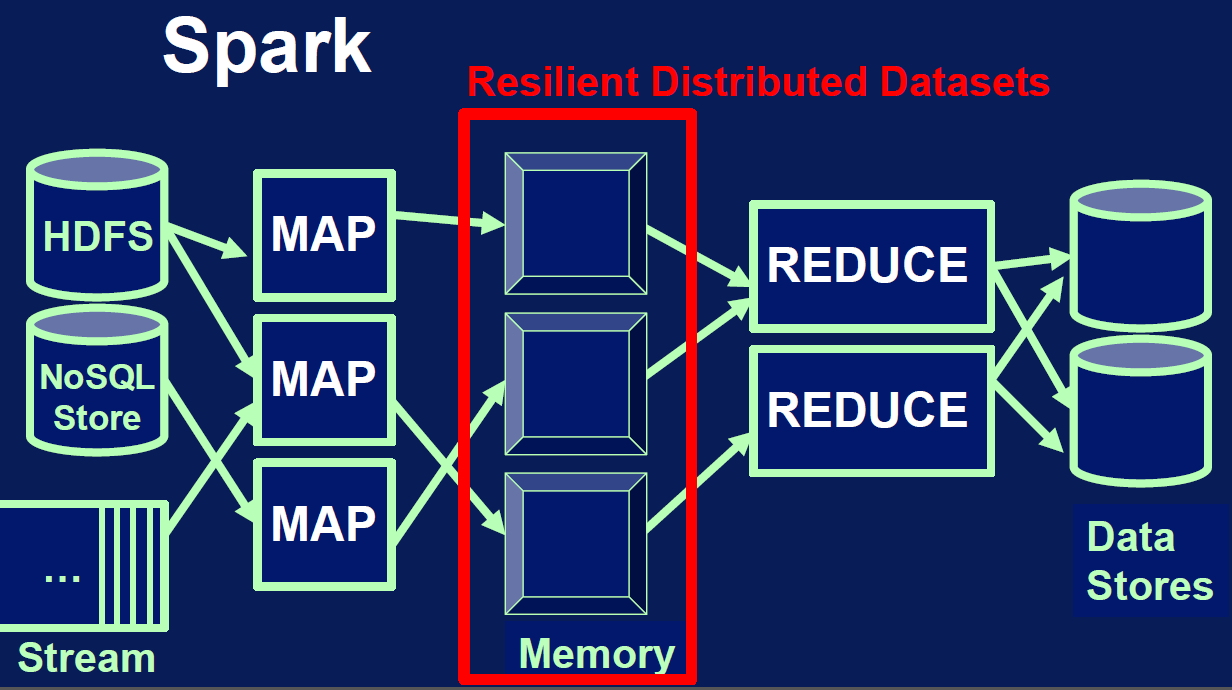 Spark
Resilient Distributed Datasets
HDFS
NoSQL
Store
...
Stream
MAP
MAP
MAP
Memory
REDUCE
REDUCE
Data
Stores